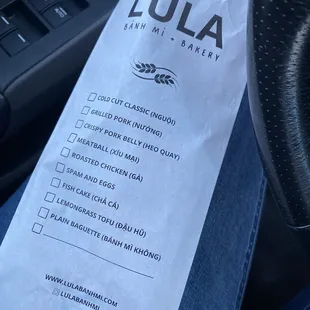 LULA
BÁNH MÌ • BAKERY
COLD CUT CLASSIC (NGUỘI)
GRILLED PORK (NƯỚNG)
CRISPY PORK BELLY (HEO QUAY)
MEATBALL (XÍU MẠI)
ROASTED CHICKEN (GÀ)
SPAM AND EGGS
FISH CAKE (CHẢ CÁ)
LEMONGRASS TOFU (ĐẬU HŨ)
PLAIN BAGUETTE (BÁNH MÌ KHÔNG)
WWW.LULABANHMI.COM
LULABANHMI